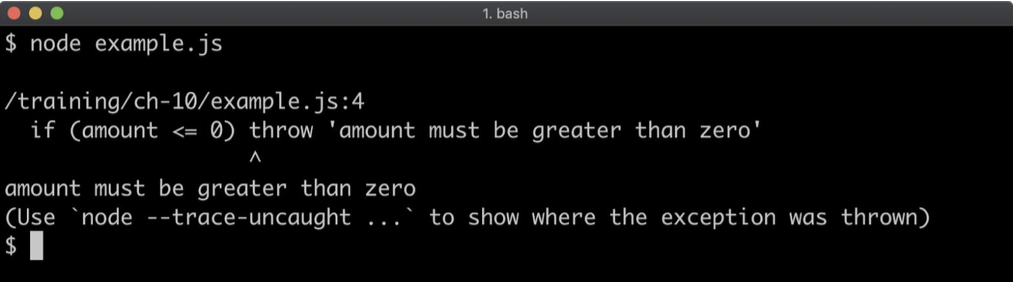 1. bash
$ node example.js
/training/ch-10/example.js:4
  if (amount <= 0) throw 'amount must be greater than zero'
                   ^
amount must be greater than zero
(Use `node --trace-uncaught ...` to show where the exception was thrown)
$